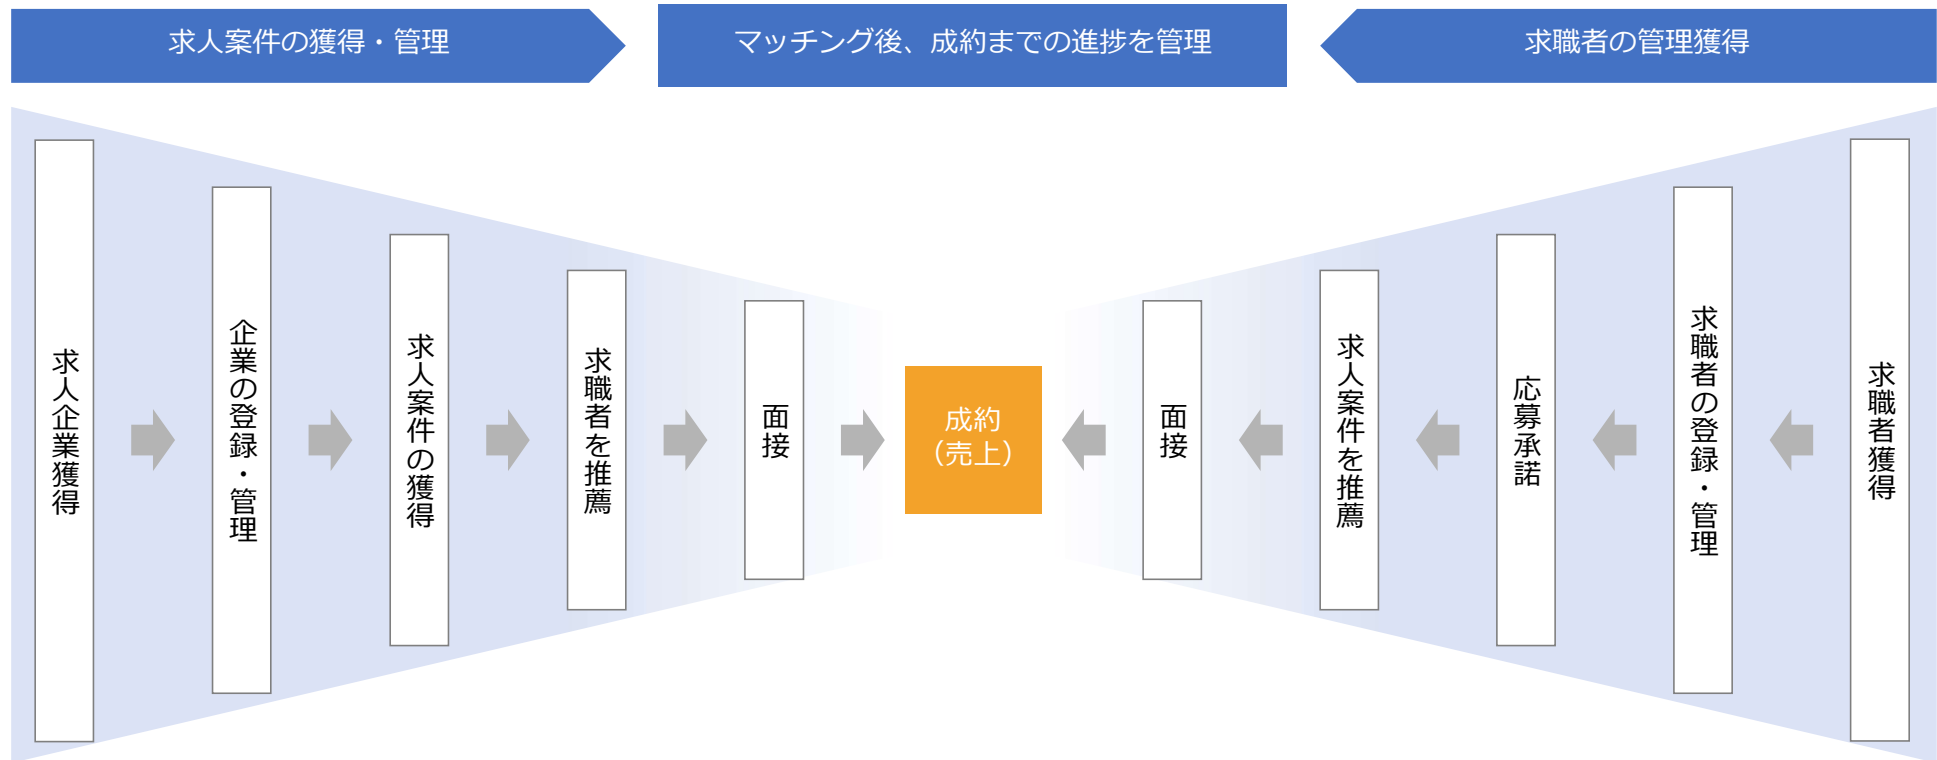 求人案件の獲得・管理
マッチング後、成約までの進捗を管理
求職者の管理獲得
求人企業獲得
企業の登録・管理
求人案件の獲得
求職者を推薦
面接
成約
（売上）
面接
求人案件を推薦
応募承諾
求職者の登録・管理
求職者獲得